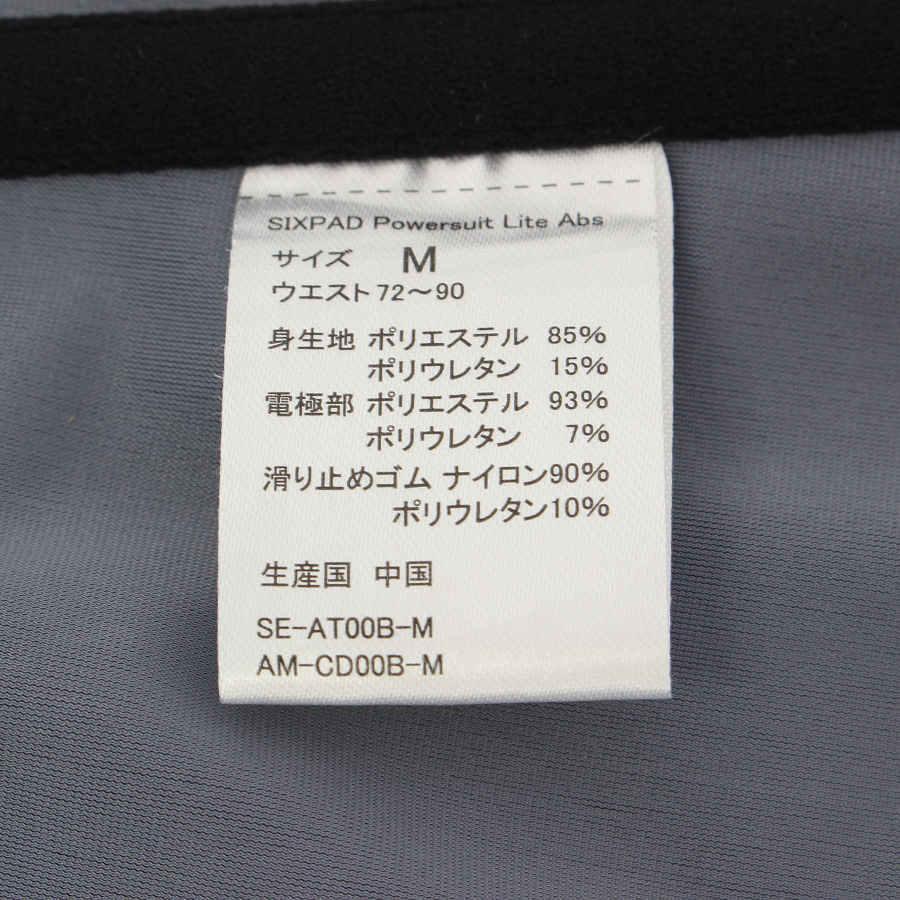 SIXPAD Powersuit Lite Abs
サイズ M
ウエスト 72～90
身生地 ポリエステル 85%
ポリウレタン 15%
電極部 ポリエステル 93%
ポリウレタン 7%
滑り止めゴム ナイロン90%
ポリウレタン10%
生産国 中国
SE-AT00B-M
AM-CD00B-M